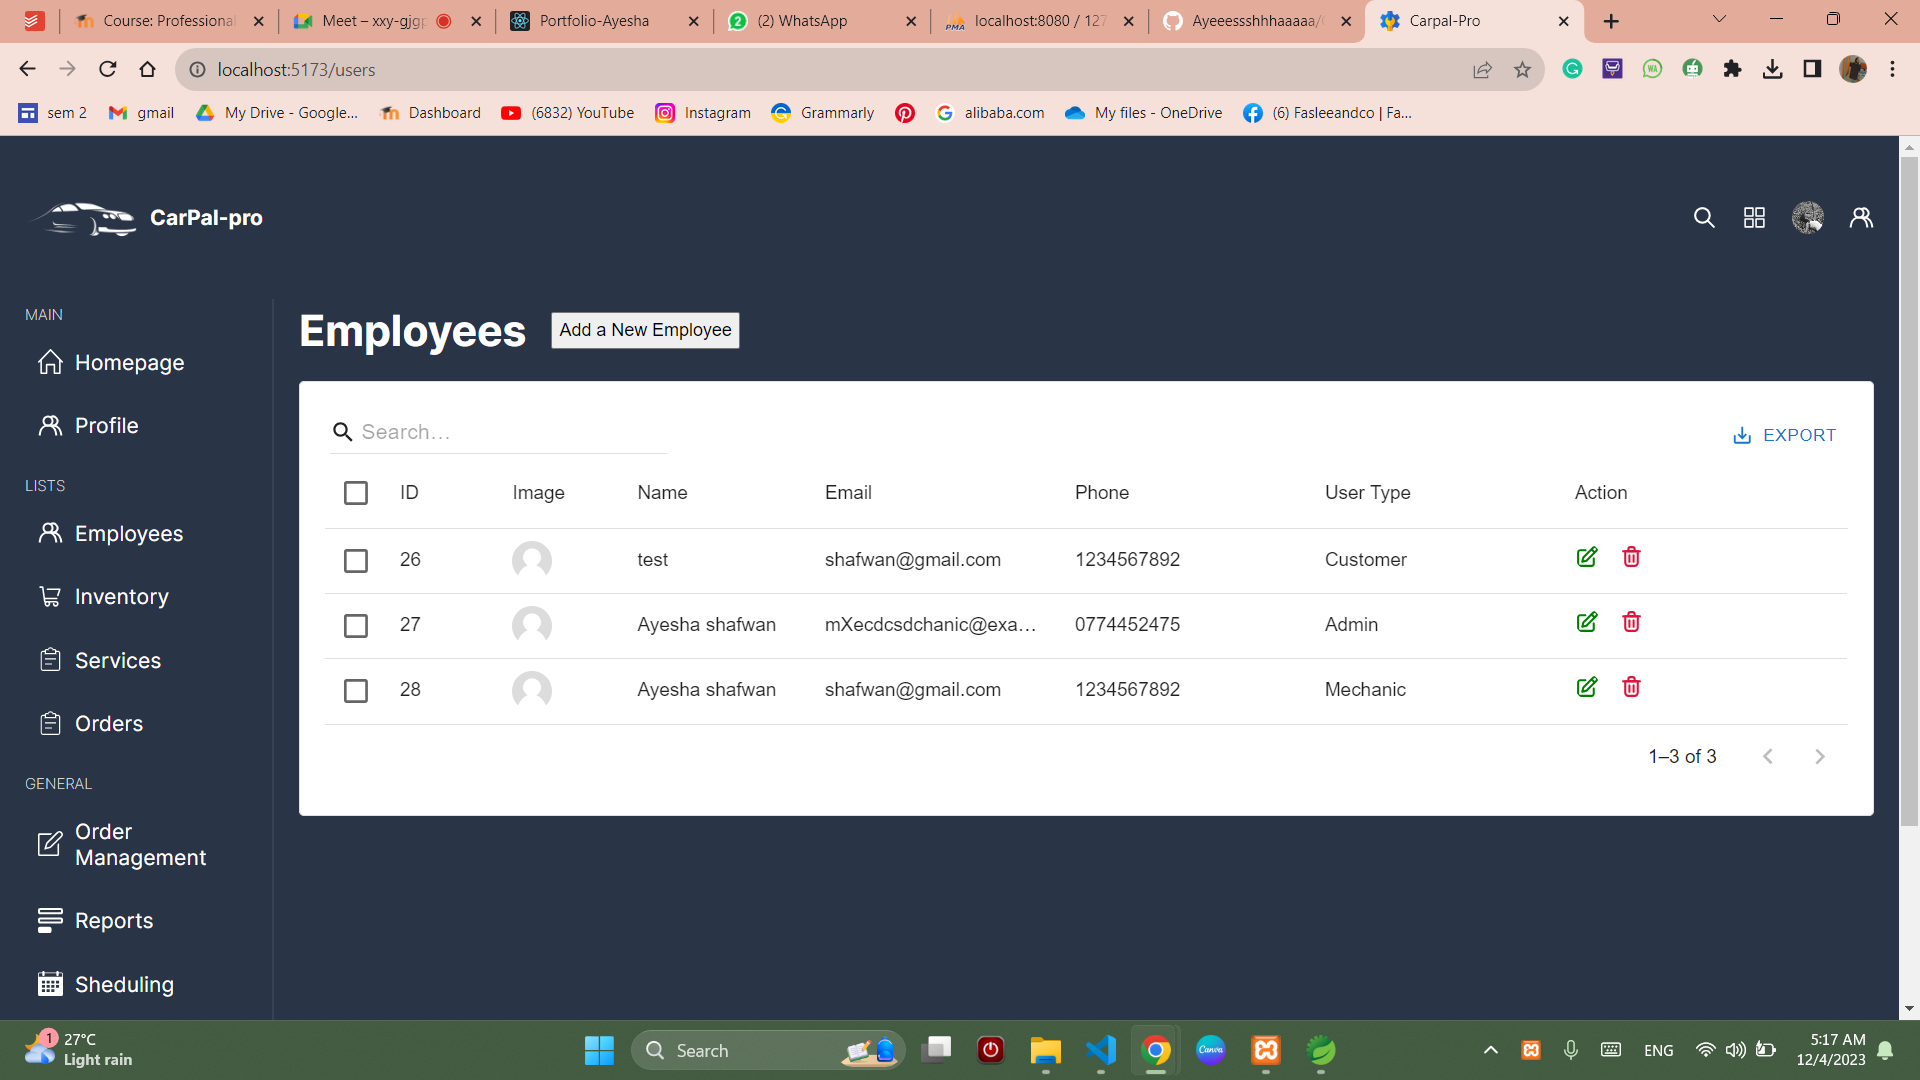 Course: Professional
Meet – xxy-gjgp
Portfolio-Ayesha
(2) WhatsApp
localhost:8080 / 127
Ayeeessshhhaaaaa/
Carpal-Pro
localhost:5173/users
sem 2
gmail
My Drive - Google...
Dashboard
(6832) YouTube
Instagram
Grammarly
alibaba.com
My files - OneDrive
(6) Fasleeandco | Fa...
CarPal-pro
MAIN
Homepage
Profile
LISTS
Employees
Inventory
Services
Orders
GENERAL
Order
Management
Reports
Sheduling
Employees
Add a New Employee
Search…
EXPORT
ID Image Name Email Phone User Type Action
26 test shafwan@gmail.com 1234567892 Customer
27 Ayesha shafwan mXecdcsdchanic@exa... 0774452475 Admin
28 Ayesha shafwan shafwan@gmail.com 1234567892 Mechanic
1–3 of 3
1
27°C
Light rain
Search
Canva
ENG
5:17 AM
12/4/2023